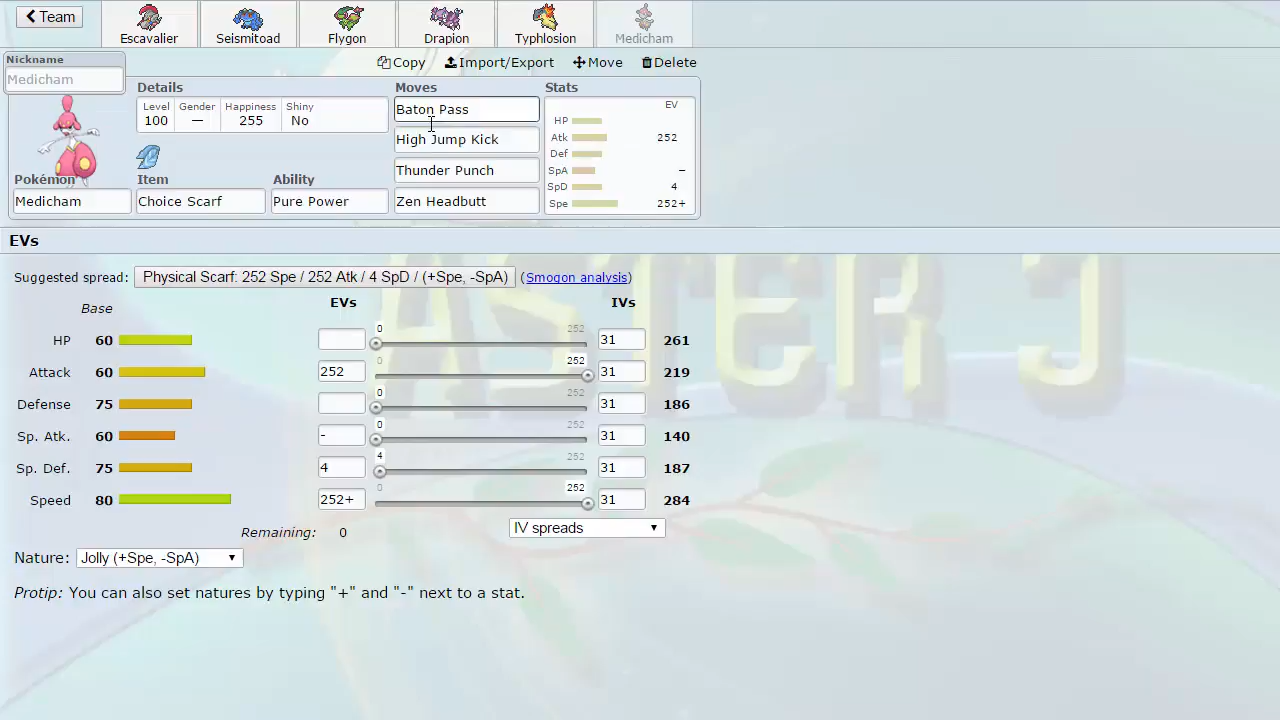 Team
Escavalier
Seismitoad
Flygon
Drapion
Typhlosion
Medicham
Copy Import/Export Move Delete
Nickname
Medicham
Details
Level Gender Happiness Shiny
100 — 255 No
Pokémon Item Ability
Medicham Choice Scarf Pure Power
Moves
Baton Pass
High Jump Kick
Thunder Punch
Zen Headbutt
Stats
EV
HP
Atk 252
Def
SpA –
SpD 4
Spe 252+
EVs
Suggested spread: Physical Scarf: 252 Spe / 252 Atk / 4 SpD / (+Spe, -SpA) (Smogon analysis)
Base EVs IVs
HP 60 0 252 31 261
Attack 60 252 0 252 31 219
Defense 75 0 252 31 186
Sp. Atk. 60 - 0 252 31 140
Sp. Def. 75 4 4 252 31 187
Speed 80 252+ 0 252 31 284
Remaining: 0 IV spreads
Nature: Jolly (+Spe, -SpA)
Protip: You can also set natures by typing "+" and "-" next to a stat.
ASTER J